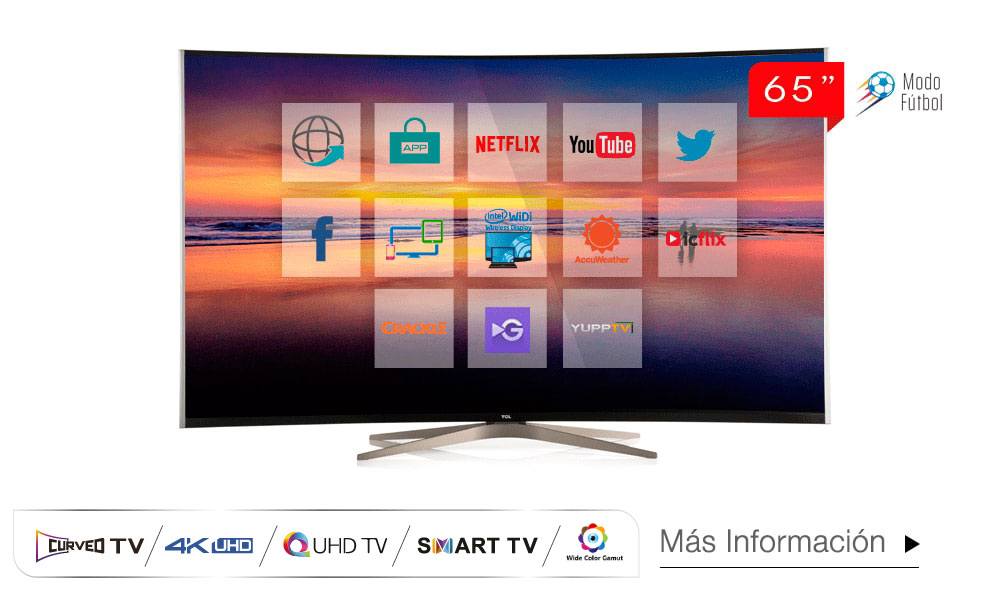 65”
Modo
Fútbol
APP
NETFLIX
YouTube
intel WiDi
Wireless Display
AccuWeather
icflix
CRACKLE
G
YUPPTV
TCL
CURVED TV
4K UHD
QUHD TV
SMART TV
Wide Color Gamut
Más Información